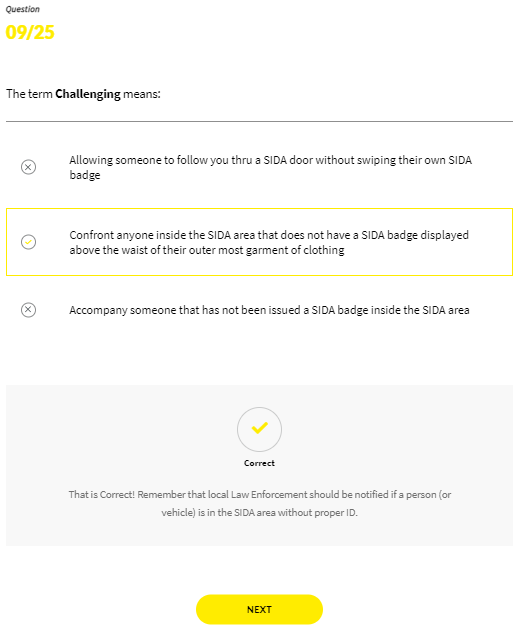 Question
09/25
The term Challenging means:
Allowing someone to follow you thru a SIDA door without swiping their own SIDA
badge
Confront anyone inside the SIDA area that does not have a SIDA badge displayed
above the waist of their outer most garment of clothing
Accompany someone that has not been issued a SIDA badge inside the SIDA area
Correct
That is Correct! Remember that local Law Enforcement should be notified if a person (or
vehicle) is in the SIDA area without proper ID.
NEXT